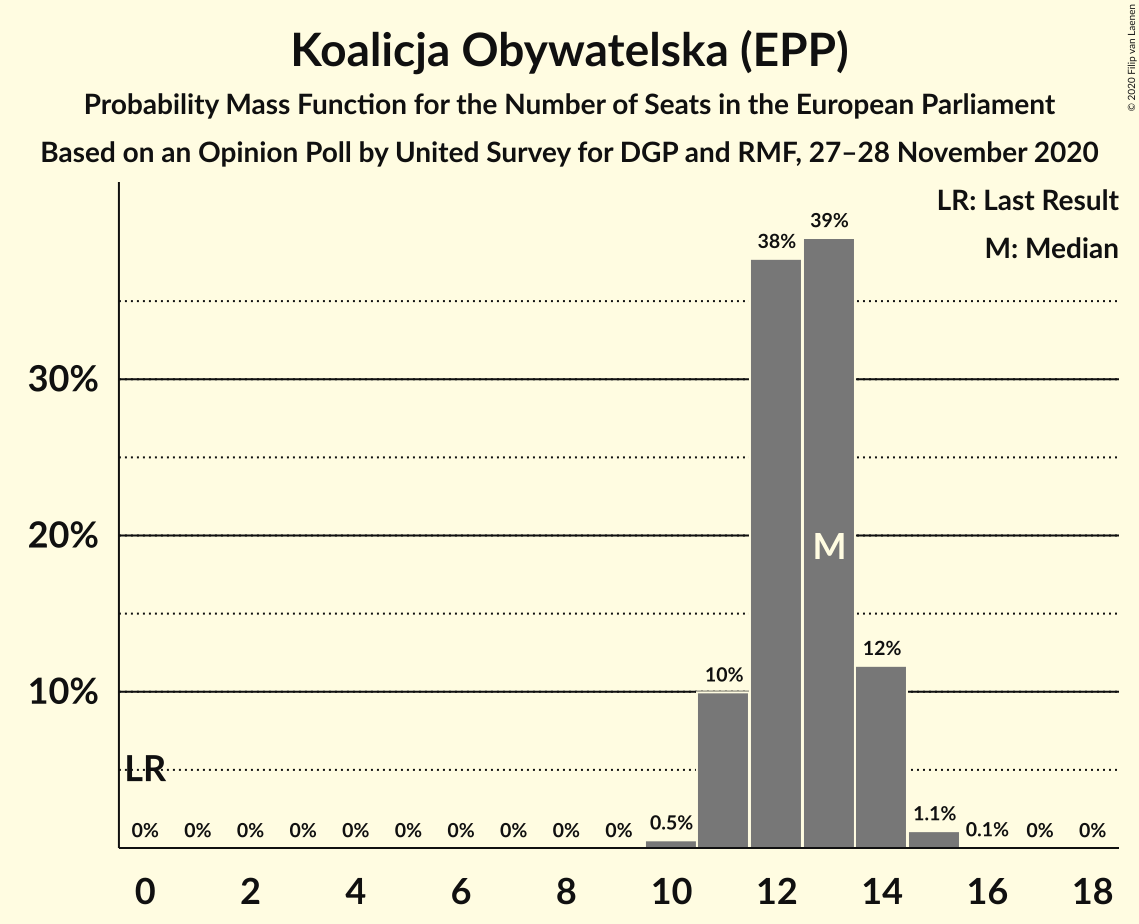 Koalicja Obywatelska (EPP)
Probability Mass Function for the Number of Seats in the European Parliament
Based on an Opinion Poll by United Survey for DGP and RMF, 27–28 November 2020
© 2020 Filip van Laenen
LR: Last Result
M: Median
39%
38%
30%
20%
M
12%
10%
10%
LR
0% 0% 0% 0% 0% 0% 0% 0% 0% 0% 0.5% 1.1% 0.1% 0% 0%
0 2 4 6 8 10 12 14 16 18